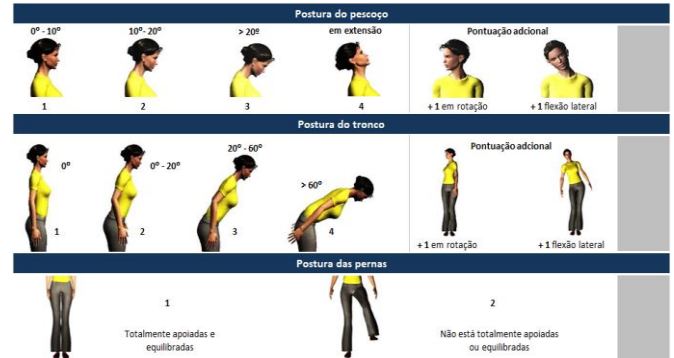 Postura do pescoço
0º - 10º
10º- 20º
> 20º
em extensão
Pontuação adcional
1
2
3
4
+ 1 em rotação
+ 1 flexão lateral
Postura do tronco
0º
0º - 20º
20º - 60º
> 60º
Pontuação adcional
1
2
3
4
+ 1 em rotação
+ 1 flexão lateral
Postura das pernas
1
2
Totalmente apoiadas e
equilibradas
Não está totalmente apoiadas
ou equilibradas